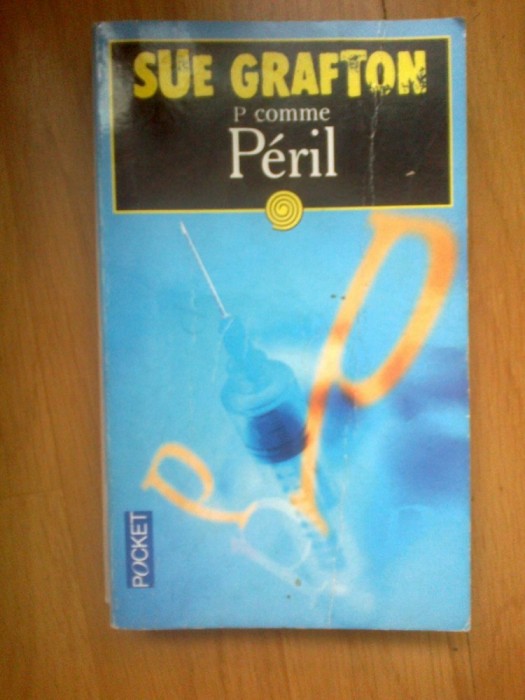 SUE GRAFTON
P comme
Péril
POCKET